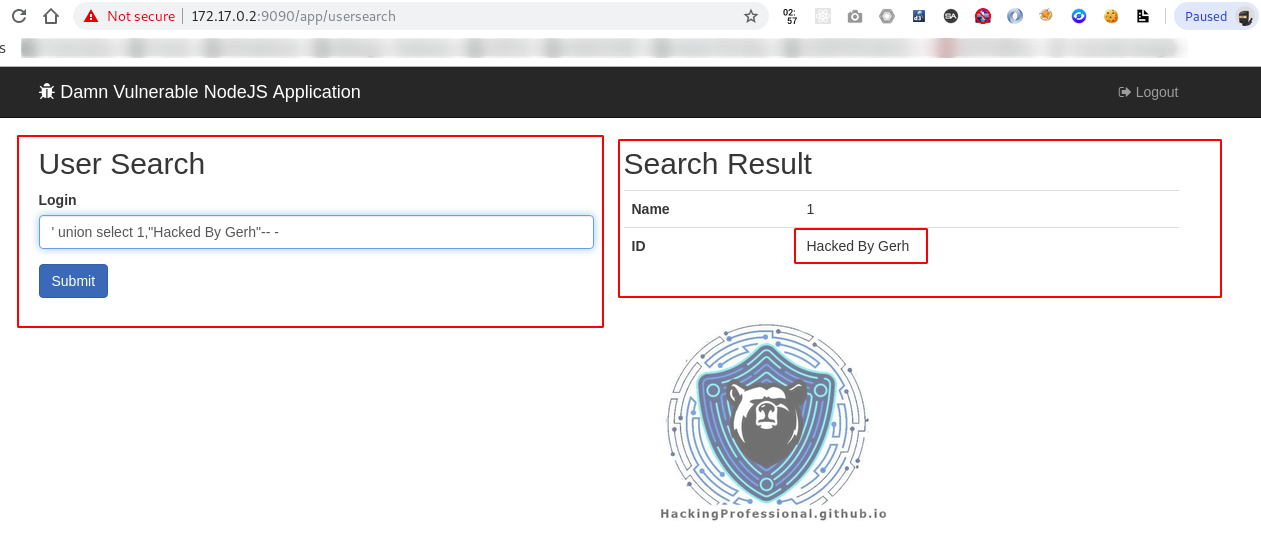 Not secure | 172.17.0.2:9090/app/usersearch
02:
57
Paused
s
Damn Vulnerable NodeJS Application
Logout
User Search
Login
' union select 1,"Hacked By Gerh"-- -
Submit
Search Result
Name 1
ID Hacked By Gerh
HackingProfessional.github.io